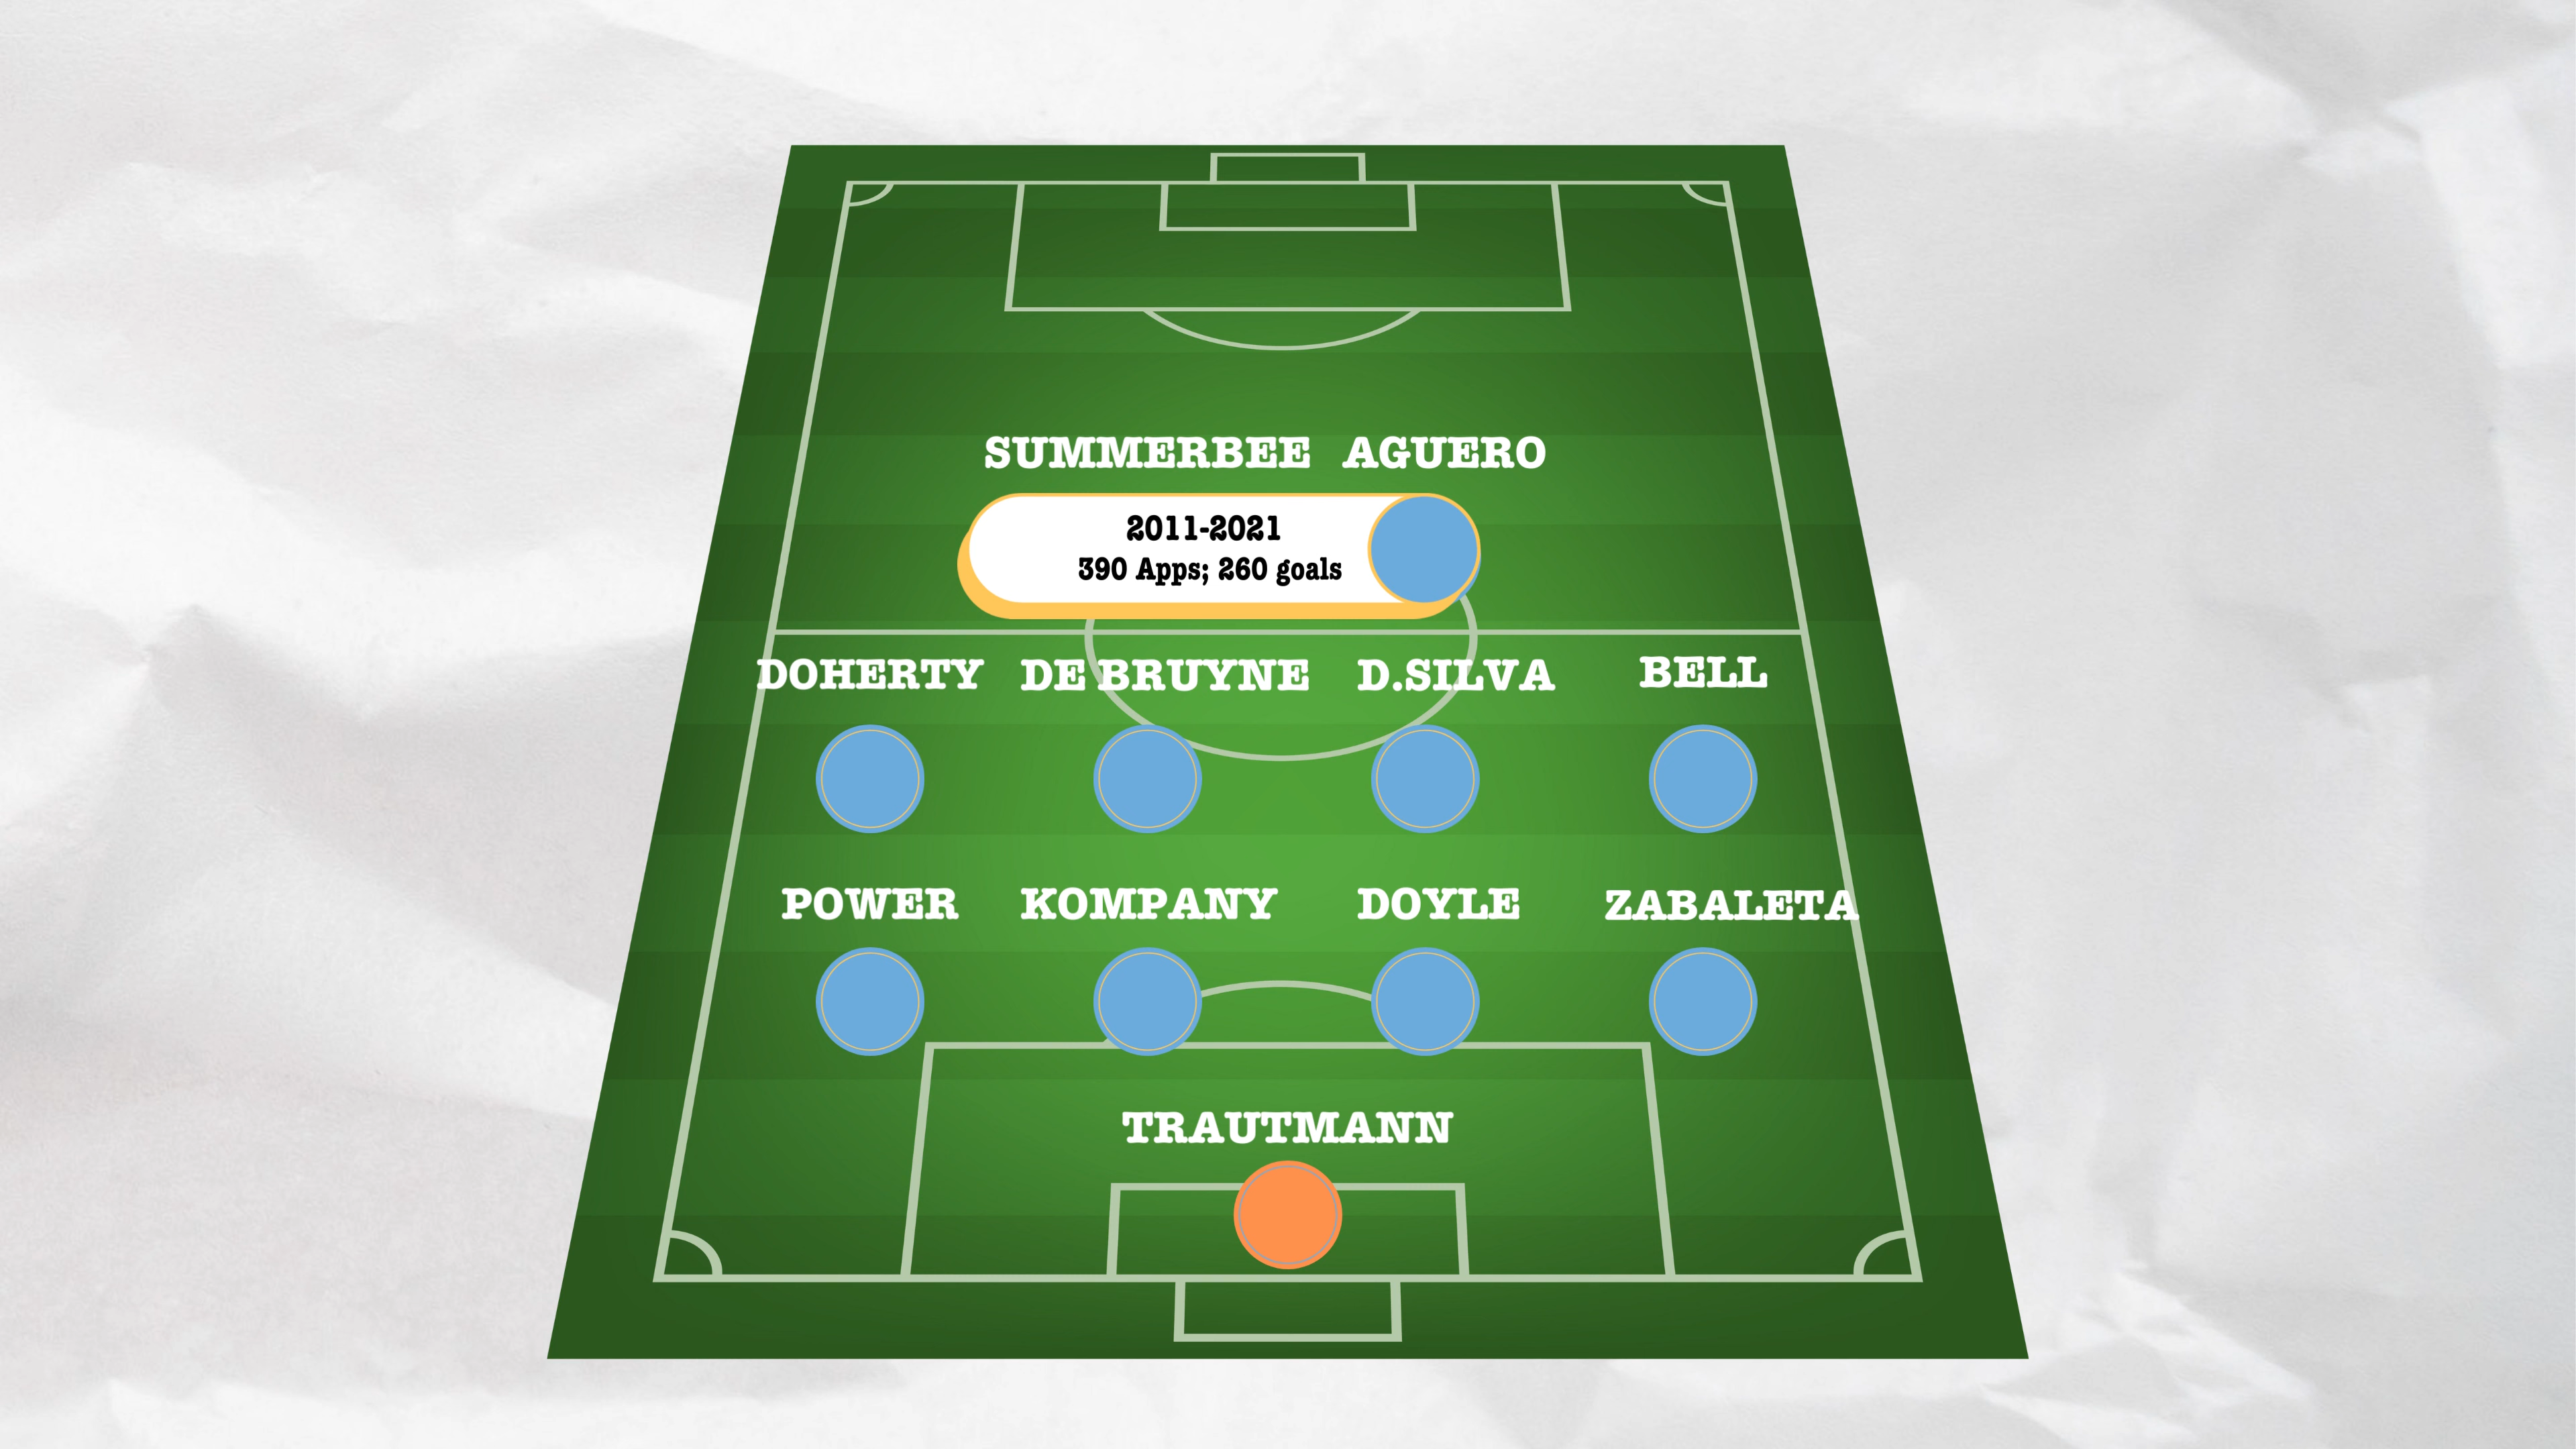 SUMMERBEE AGUERO
2011-2021
390 Apps; 260 goals
DOHERTY DE BRUYNE D.SILVA BELL
POWER KOMPANY DOYLE ZABALETA
TRAUTMANN